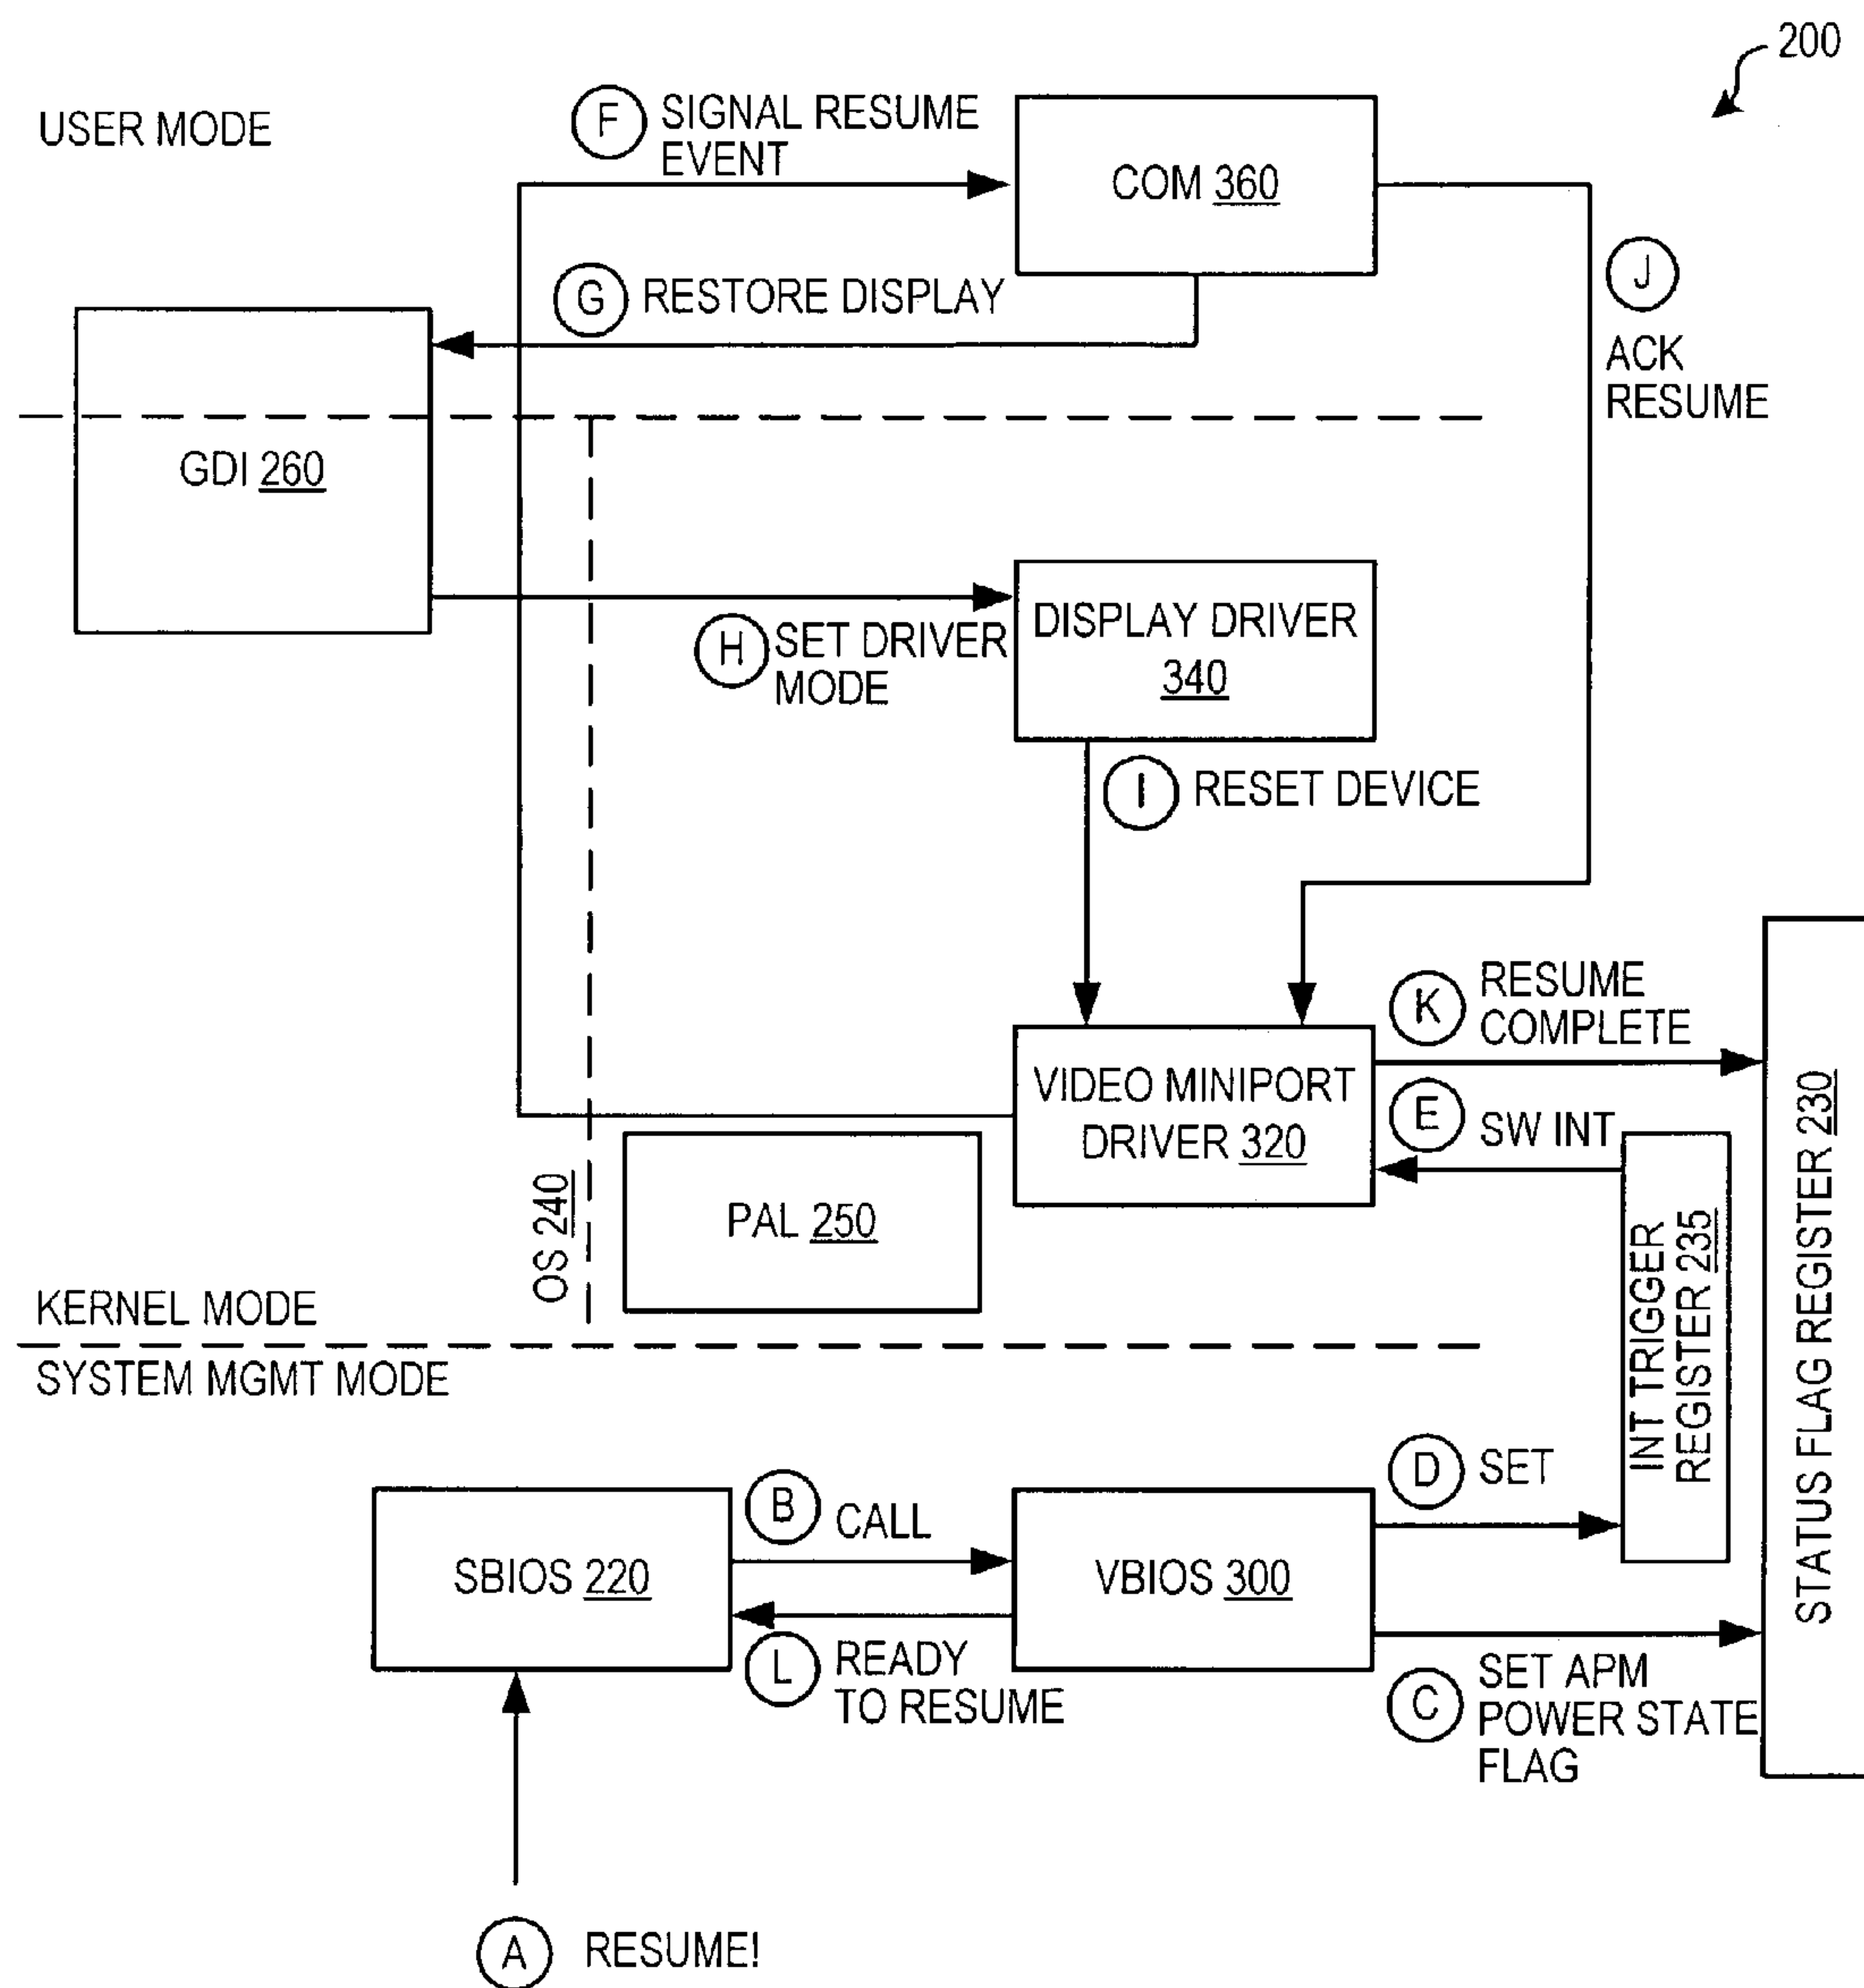 200
USER MODE
F
SIGNAL RESUME
EVENT
COM 360
G
RESTORE DISPLAY
J
ACK
RESUME
GDI 260
H
SET DRIVER
MODE
DISPLAY DRIVER
340
I
RESET DEVICE
K
RESUME
COMPLETE
VIDEO MINIPORT
DRIVER 320
E
SW INT
PAL 250
OS 240
INT TRIGGER
REGISTER 235
STATUS FLAG REGISTER 230
KERNEL MODE
SYSTEM MGMT MODE
B
CALL
D
SET
SBIOS 220
VBIOS 300
L
READY
TO RESUME
C
SET APM
POWER STATE
FLAG
A
RESUME!